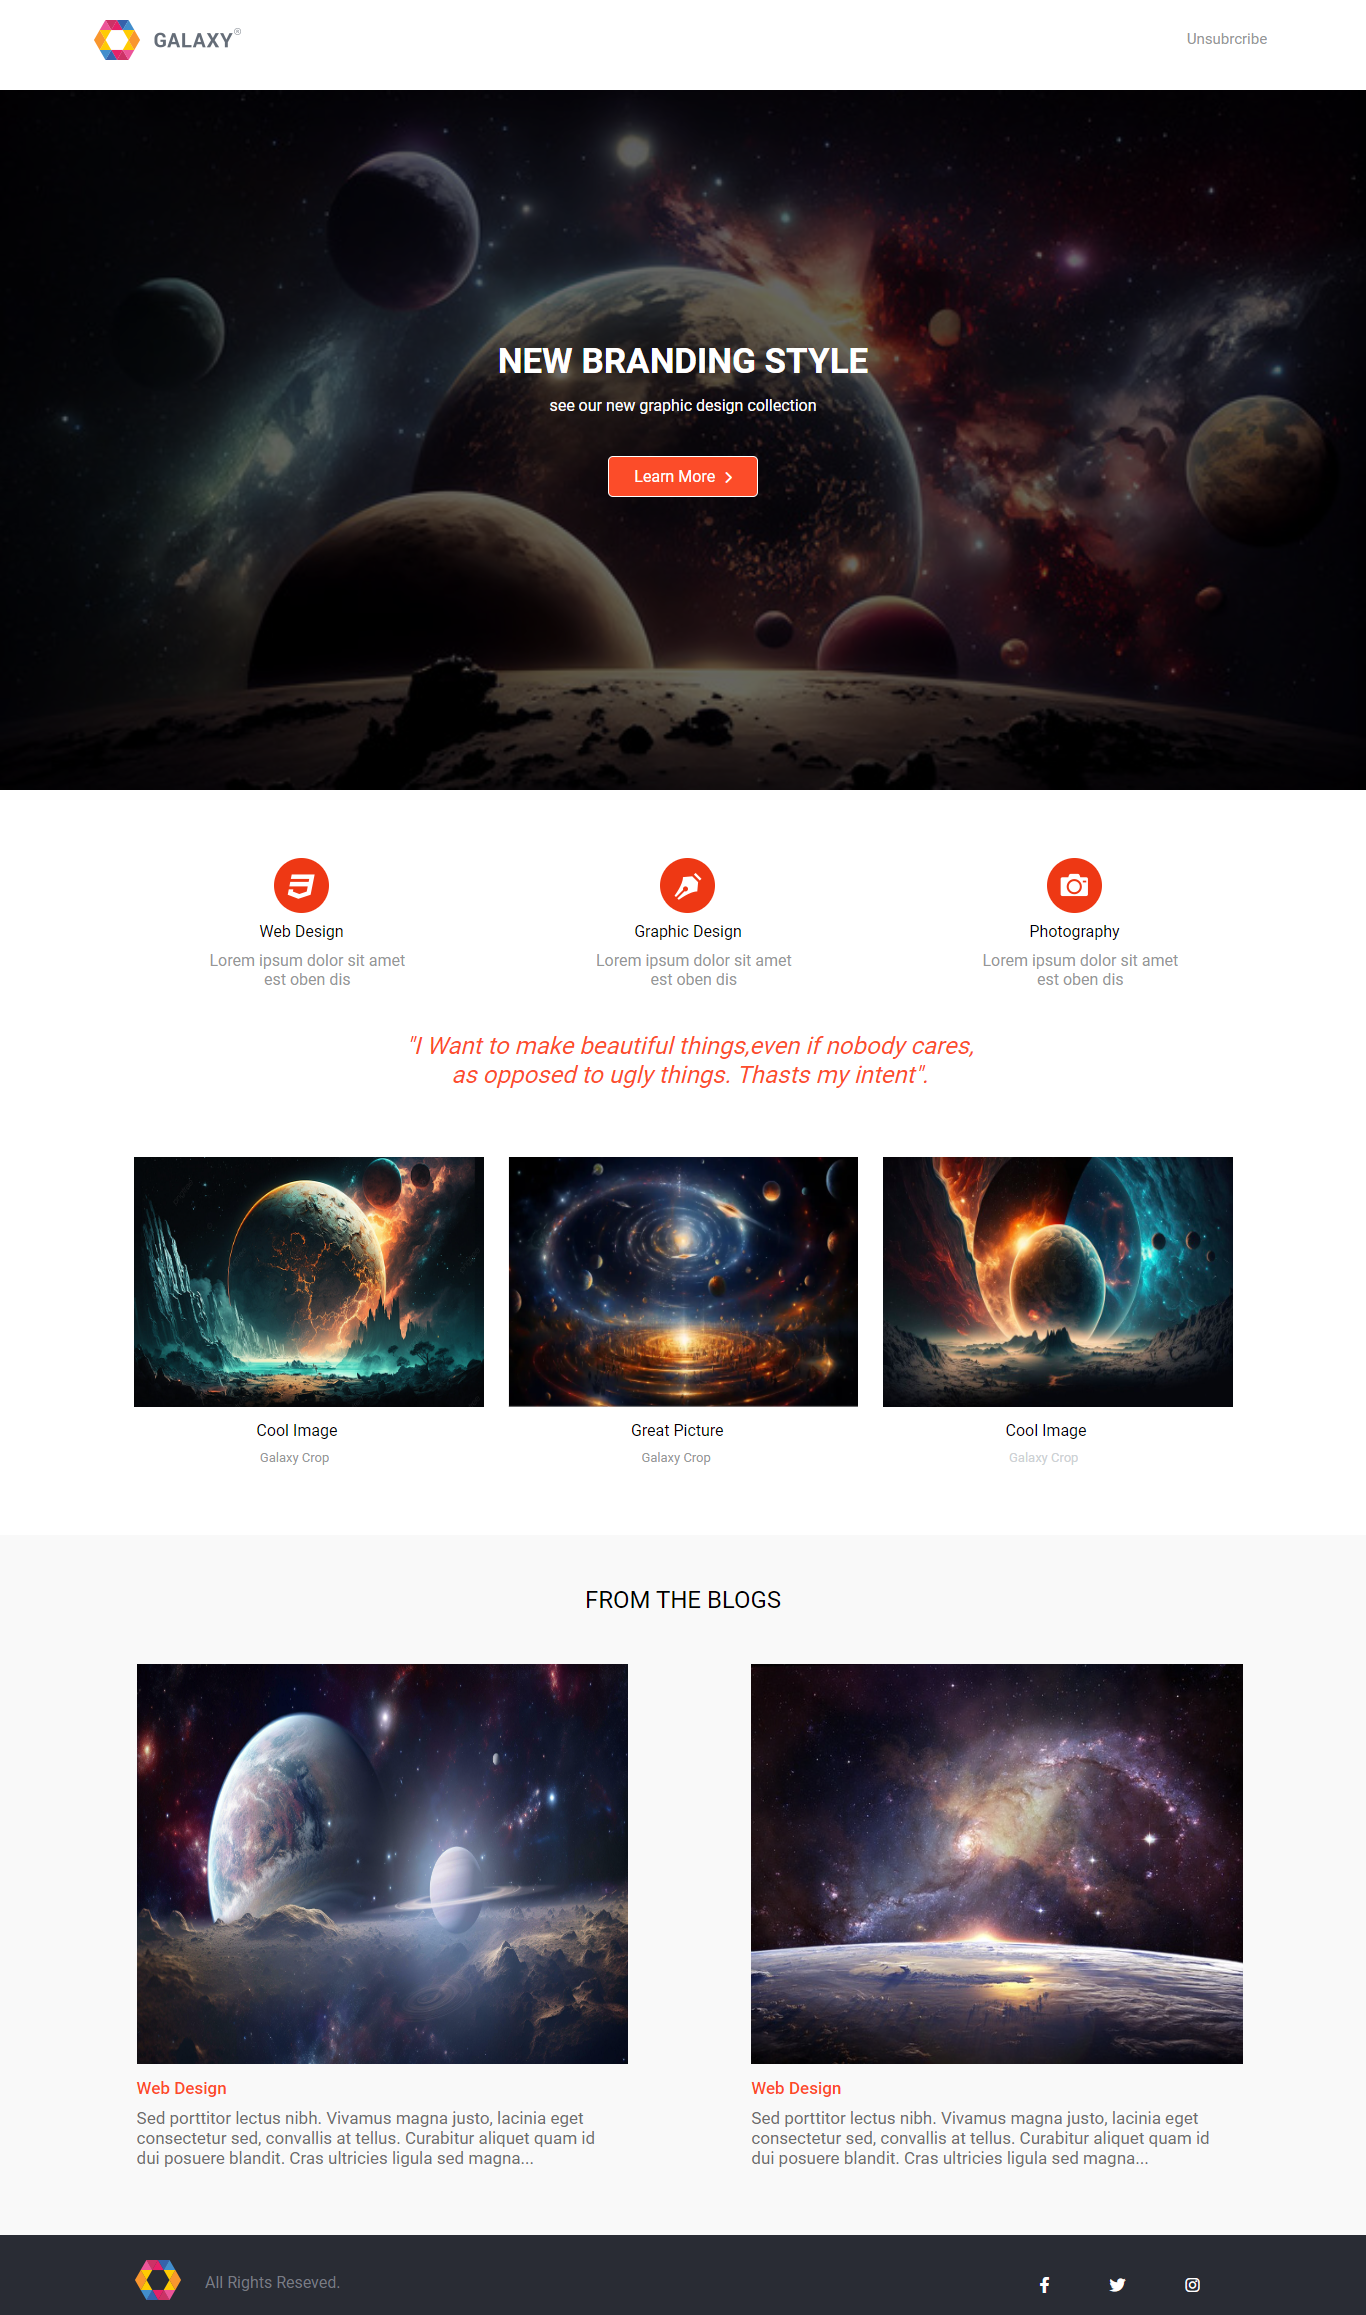 GALAXY®
Unsubrcribe
NEW BRANDING STYLE
see our new graphic design collection
Learn More
Web Design
Lorem ipsum dolor sit amet
est oben dis
Graphic Design
Lorem ipsum dolor sit amet
est oben dis
Photography
Lorem ipsum dolor sit amet
est oben dis
"I Want to make beautiful things,even if nobody cares,
as opposed to ugly things. Thasts my intent".
Cool Image
Galaxy Crop
Great Picture
Galaxy Crop
Cool Image
Galaxy Crop
FROM THE BLOGS
Web Design
Sed porttitor lectus nibh. Vivamus magna justo, lacinia eget
consectetur sed, convallis at tellus. Curabitur aliquet quam id
dui posuere blandit. Cras ultricies ligula sed magna...
Web Design
Sed porttitor lectus nibh. Vivamus magna justo, lacinia eget
consectetur sed, convallis at tellus. Curabitur aliquet quam id
dui posuere blandit. Cras ultricies ligula sed magna...
All Rights Reseved.